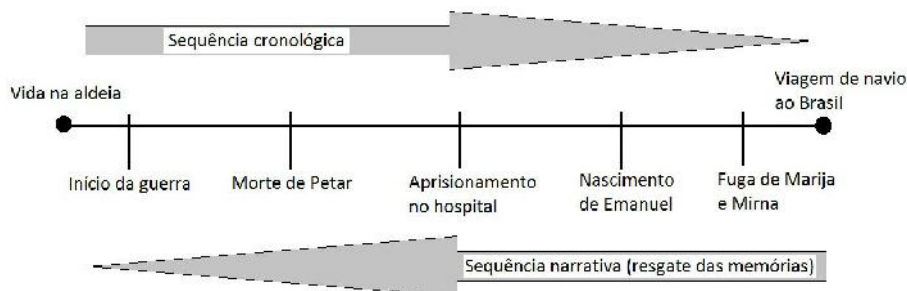 Sequência cronológica
Vida na aldeia
Viagem de navio
ao Brasil
Início da guerra
Morte de Petar
Aprisionamento
no hospital
Nascimento
de Emanuel
Fuga de Marija
e Mirna
Sequência narrativa (resgate das memórias)